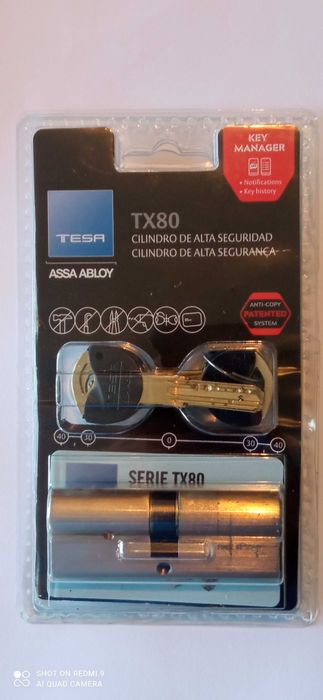 KEY
MANAGER
• Notifications
• Key history
TESA
ASSA ABLOY
TX80
CILINDRO DE ALTA SEGURIDAD
CILINDRO DE ALTA SEGURANÇA
ANTI-COPY
PATENTED
SYSTEM
40 30 0 30 40
SERIE TX80
SHOT ON REDMI 9
AI QUAD CAMERA